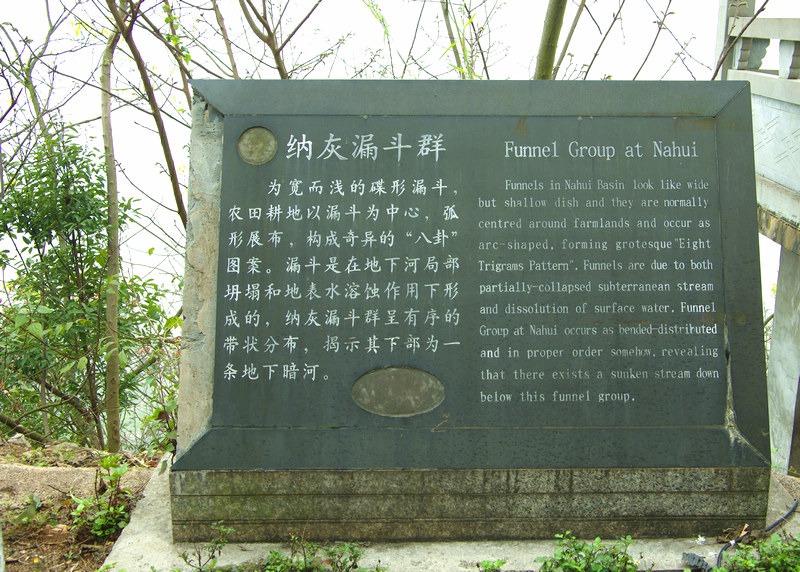 纳灰漏斗群
为宽而浅的碟形漏斗，
农田耕地以漏斗为中心，弧
形展布，构成奇异的“八卦”
图案。漏斗是在地下河局部
坍塌和地表水溶蚀作用下形
成的，纳灰漏斗群呈有序的
带状分布，揭示其下部为一
条地下暗河。
Funnel Group at Nahui
Funnels in Nahui Basin look like wide
but shallow dish and they are normally
centred around farmlands and occur as
arc-shaped, forming grotesque "Eight
Trigrams Pattern". Funnels are due to both
partially-collapsed subterranean stream
and dissolution of surface water. Funnel
Group at Nahui occurs as bended-distributed
and in proper order somehow, revealing
that there exists a sunken stream down
below this funnel group.